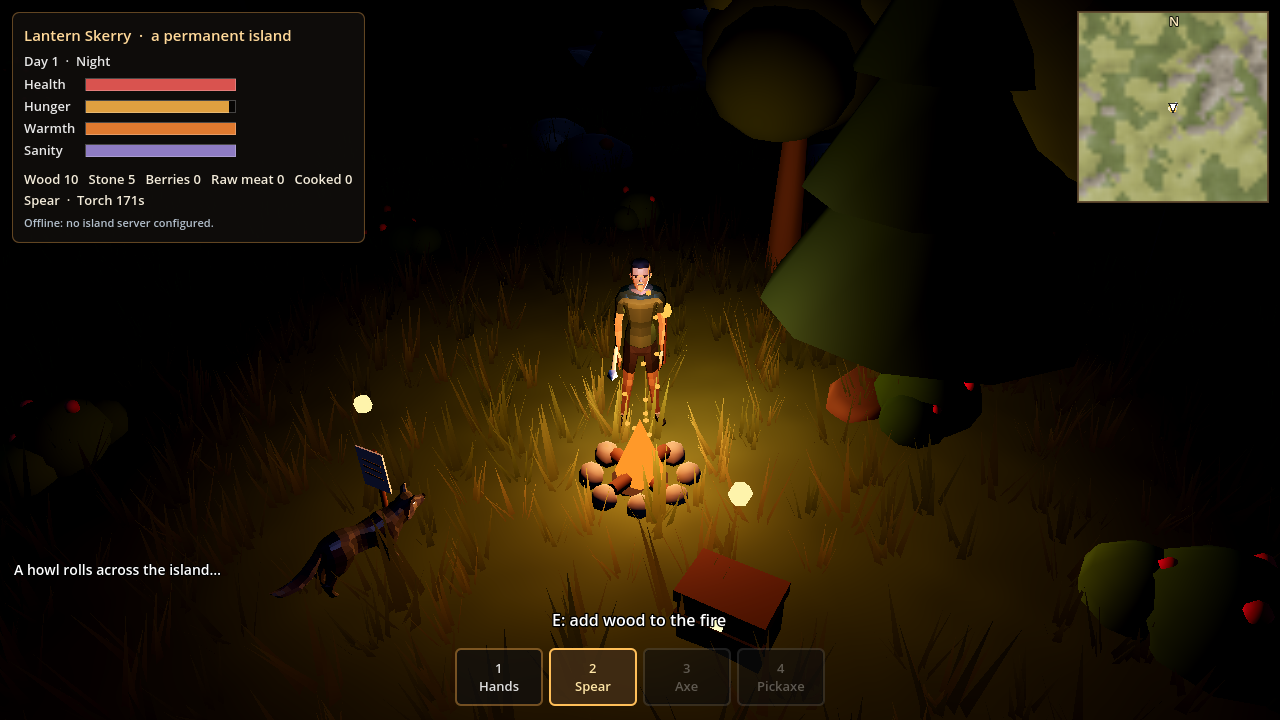 Lantern Skerry · a permanent island
Day 1 · Night
Health
Hunger
Warmth
Sanity
Wood 10 Stone 5 Berries 0 Raw meat 0 Cooked 0
Spear · Torch 171s
Offline: no island server configured.
N
A howl rolls across the island...
E: add wood to the fire
1
Hands
2
Spear
3
Axe
4
Pickaxe